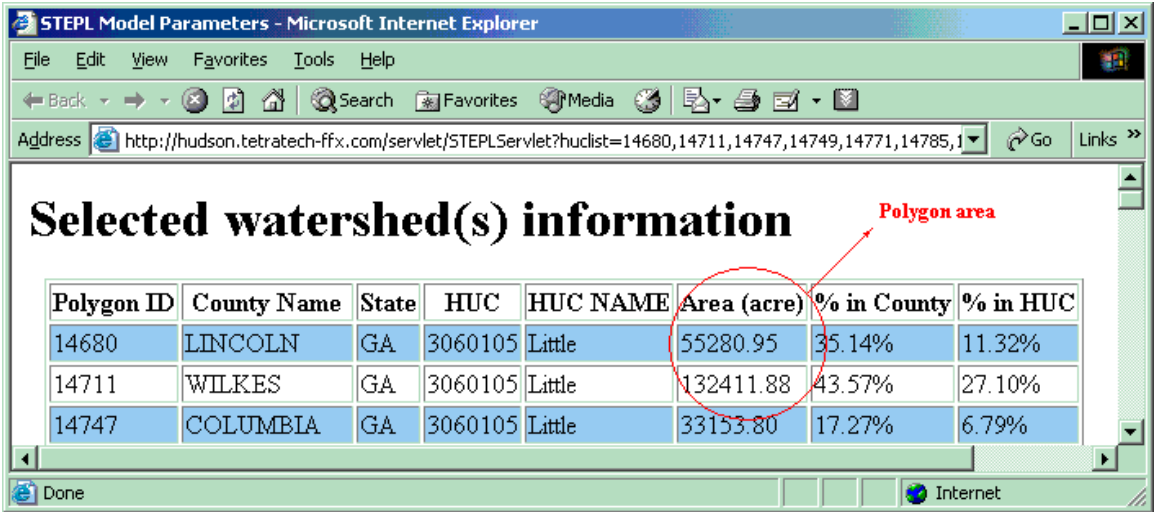 STEPL Model Parameters - Microsoft Internet Explorer
File Edit View Favorites Tools Help
Back Search Favorites Media
Address http://hudson.tetratech-ffx.com/servlet/STEPLServlet?huclist=14680,14711,14747,14749,14771,14785,1 Go Links »
Selected watershed(s) information
Polygon area
Polygon ID County Name State HUC HUC NAME Area (acre) % in County % in HUC
14680 LINCOLN GA 3060105 Little 55280.95 35.14% 11.32%
14711 WILKES GA 3060105 Little 132411.88 43.57% 27.10%
14747 COLUMBIA GA 3060105 Little 33153.80 17.27% 6.79%
Done Internet